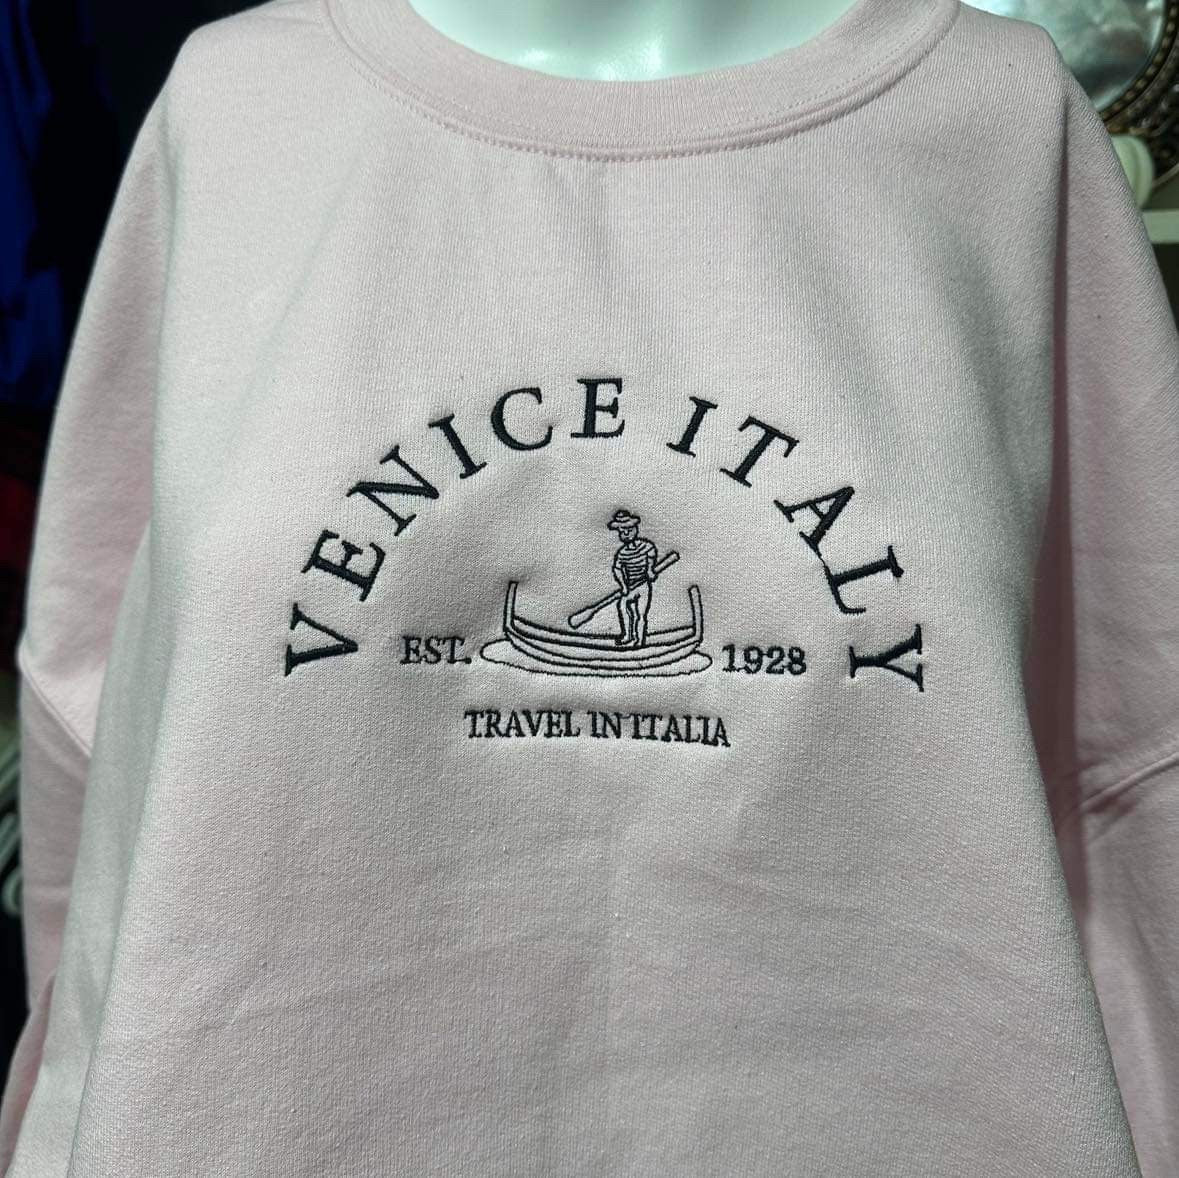 VENICE ITALY
EST. 1928
TRAVEL IN ITALIA